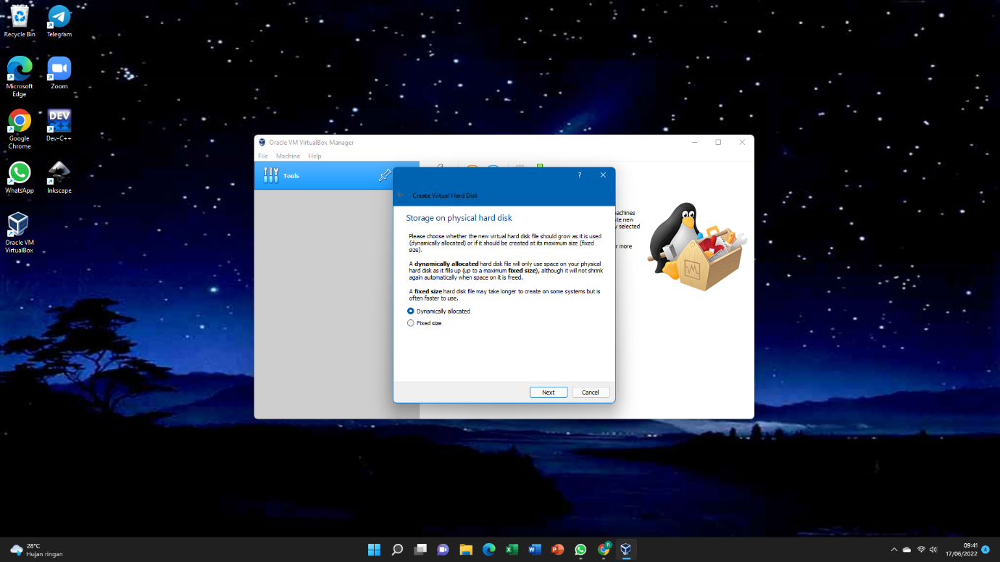 Recycle Bin
Telegram
Microsoft
Edge
Zoom
Google
Chrome
DEV
C++
Dev-C++
WhatsApp
Inkscape
Oracle VM
VirtualBox
Oracle VM VirtualBox Manager
File Machine Help
Tools
?
Create Virtual Hard Disk
Storage on physical hard disk
Please choose whether the new virtual hard disk file should grow as it is used
(dynamically allocated) or if it should be created at its maximum size (fixed
size).
A dynamically allocated hard disk file will only use space on your physical
hard disk as it fills up (up to a maximum fixed size), although it will not shrink
again automatically when space on it is freed.
A fixed size hard disk file may take longer to create on some systems but is
often faster to use.
Dynamically allocated
Fixed size
Next Cancel
new
selected
more
28°C
Hujan ringan
09:41
17/06/2022
4